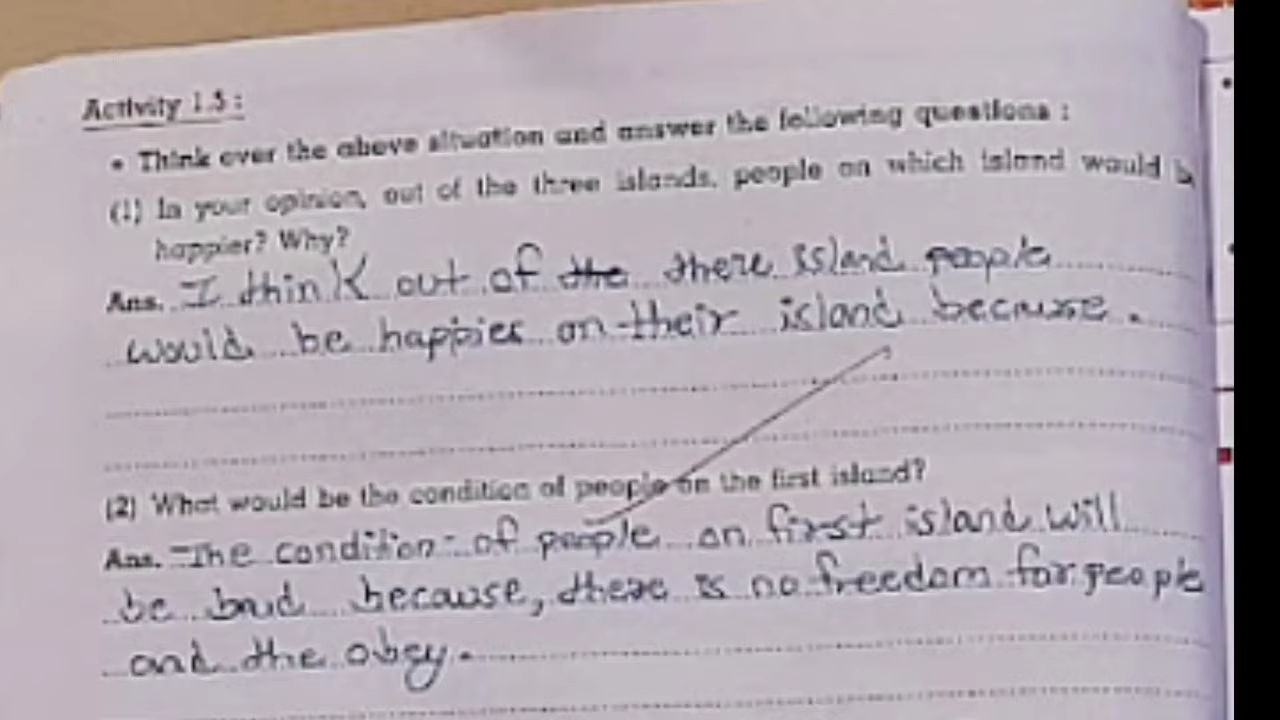 Activity 1.5 :
• Think over the above situation and answer the following questions :
(1) In your opinion, out of the three islands, people on which island would b
happier? Why?
Ans. I think out of the there island people
would be happies on their island because.
(2) What would be the condition of people on the first island?
Ans. The condition of people on first island will
be bad because, there is no freedom for people
and the obey.